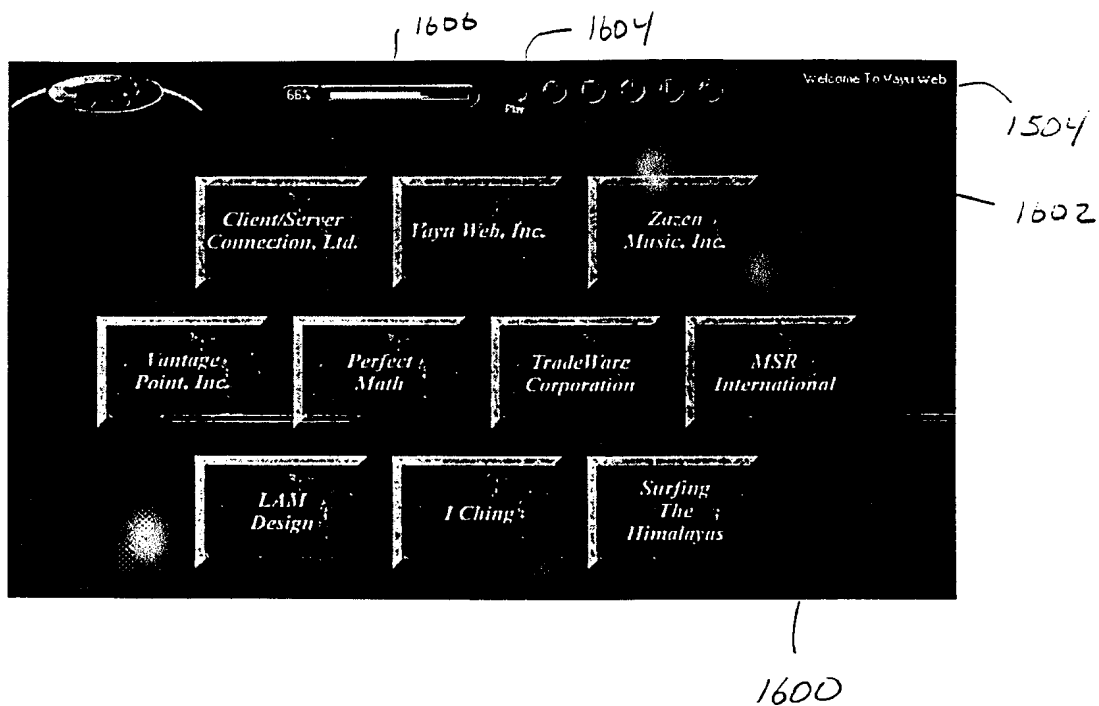 1606
1604
66%
Play
Welcome To Vayu Web
1504
1602
Client/Server
Connection, Ltd.
Vayu Web, Inc.
Zazen
Music, Inc.
Vantage
Point, Inc.
Perfect
Math
TradeWare
Corporation
MSR
International
LAM
Design
I Ching
Surfing
The
Himalayas
1600